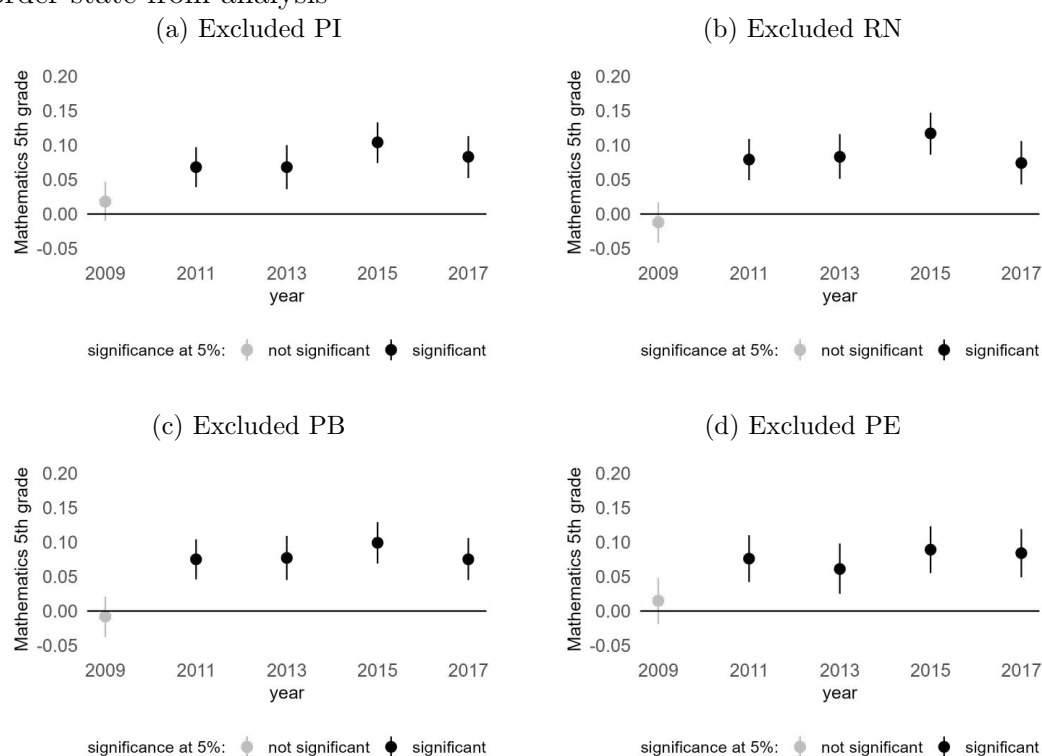 order state from analysis
(a) Excluded PI
(b) Excluded RN
Mathematics 5th grade
0.20
0.15
0.10
0.05
0.00
-0.05
2009 2011 2013 2015 2017
year
significance at 5%: not significant significant
Mathematics 5th grade
0.20
0.15
0.10
0.05
0.00
-0.05
2009 2011 2013 2015 2017
year
significance at 5%: not significant significant
(c) Excluded PB
(d) Excluded PE
Mathematics 5th grade
0.20
0.15
0.10
0.05
0.00
-0.05
2009 2011 2013 2015 2017
year
significance at 5%: not significant significant
Mathematics 5th grade
0.20
0.15
0.10
0.05
0.00
-0.05
2009 2011 2013 2015 2017
year
significance at 5%: not significant significant